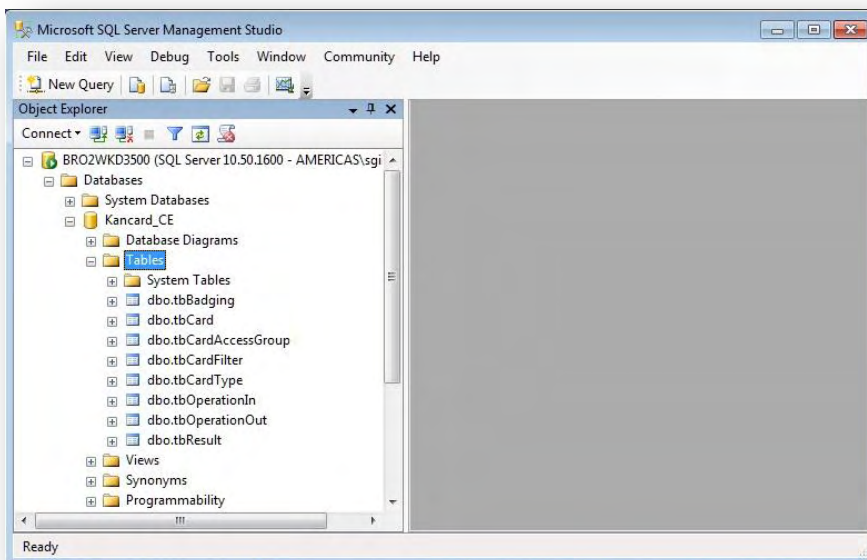 Microsoft SQL Server Management Studio
File Edit View Debug Tools Window Community Help
New Query
Object Explorer
Connect
BRO2WKD3500 (SQL Server 10.50.1600 - AMERICAS\sgi
Databases
System Databases
Kancard_CE
Database Diagrams
Tables
System Tables
dbo.tbBadging
dbo.tbCard
dbo.tbCardAccessGroup
dbo.tbCardFilter
dbo.tbCardType
dbo.tbOperationIn
dbo.tbOperationOut
dbo.tbResult
Views
Synonyms
Programmability
Ready